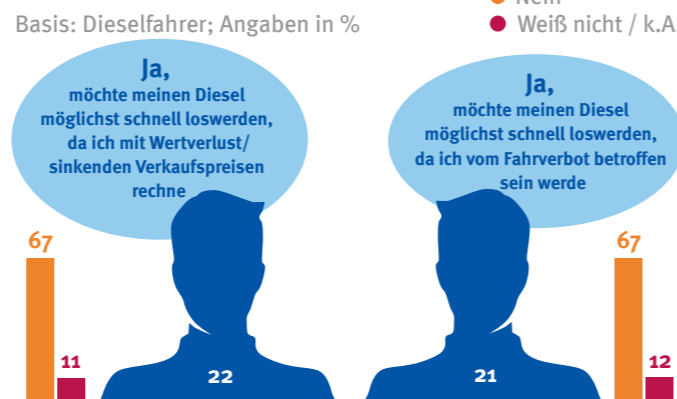 Nein
Basis: Dieselfahrer; Angaben in %
Weiß nicht / k.A.
Ja,
möchte meinen Diesel
möglichst schnell loswerden,
da ich mit Wertverlust/
sinkenden Verkaufspreisen
rechne
Ja,
möchte meinen Diesel
möglichst schnell loswerden,
da ich vom Fahrverbot betroffen
sein werde
67
11
22
21
67
12